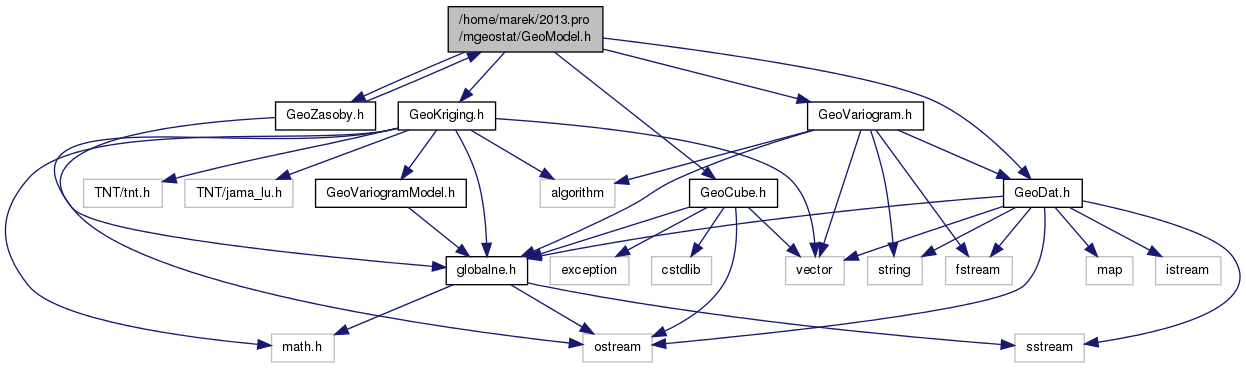 /home/marek/2013.pro
/mgeostat/GeoModel.h
GeoZasoby.h
GeoKriging.h
GeoVariogram.h
TNT/tnt.h
TNT/jama_lu.h
GeoVariogramModel.h
algorithm
GeoCube.h
GeoDat.h
globalne.h
exception
cstdlib
vector
string
fstream
map
istream
math.h
ostream
sstream